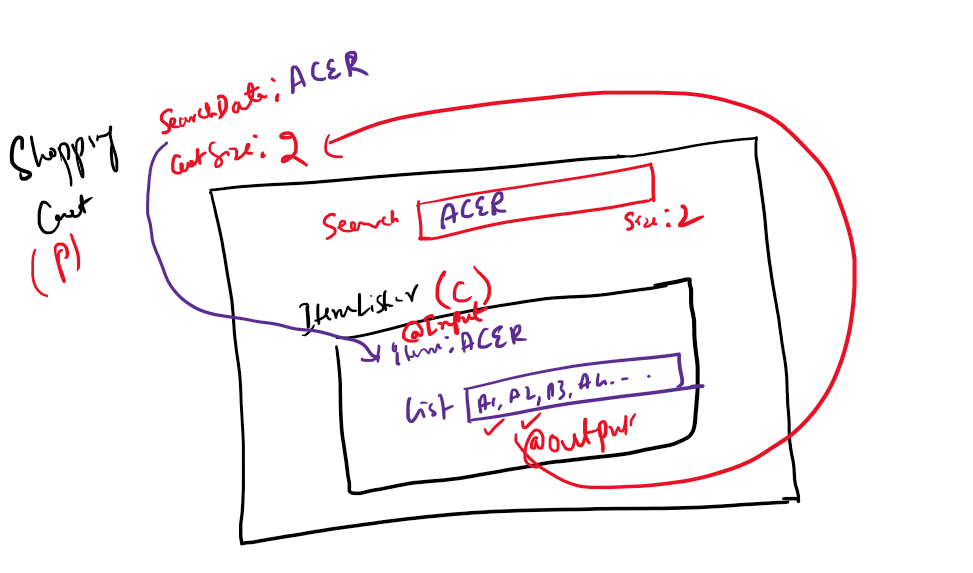 SearchData: ACER
CartSize: 2
Shopping
Cart
(P)
Search ACER
Size: 2
ItemLister (C)
@Input
item: ACER
List A1, A2, A3, A4....
@output